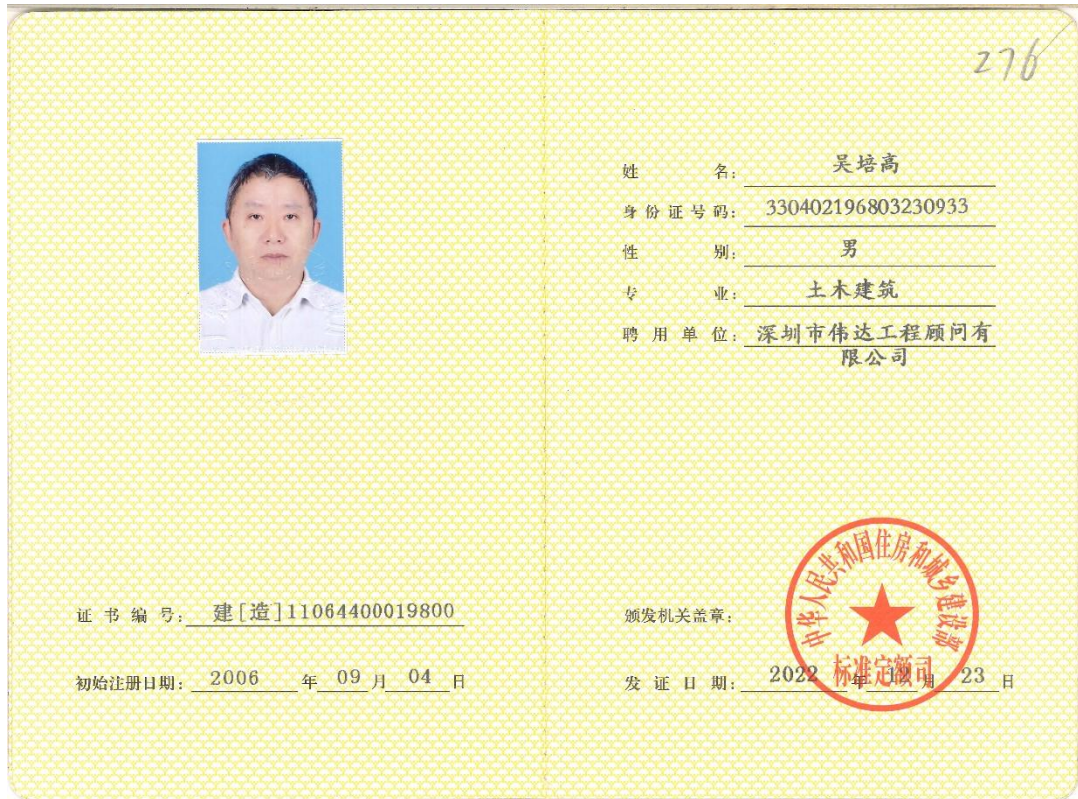 276
姓 名: 吴培高
身份证号码: 330402196803230933
性 别: 男
专 业: 土木建筑
聘用单位: 深圳市伟达工程顾问有
限公司
证书编号: 建[造]11064400019800
初始注册日期: 2006 年 09 月 04 日
颁发机关盖章:
中华人民共和国住房和城乡建设部
标准定额司
发证日期: 2022 年 12 月 23 日